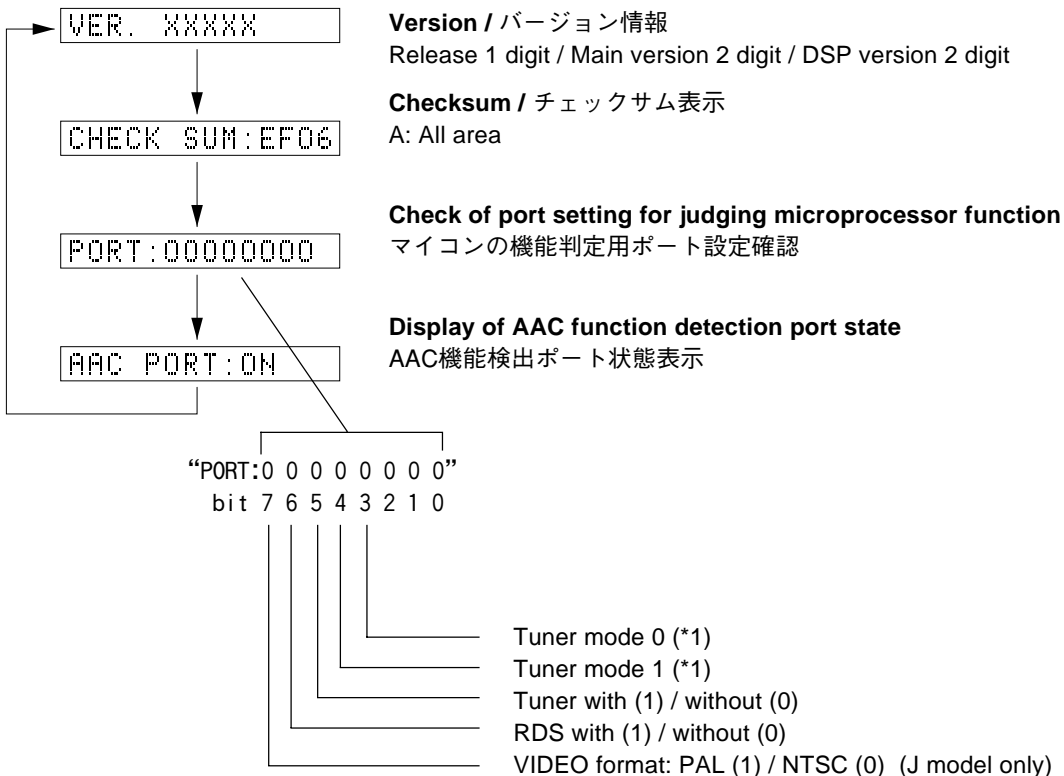 VER. XXXXX
Version / バージョン情報
Release 1 digit / Main version 2 digit / DSP version 2 digit
CHECK SUM:EF06
Checksum / チェックサム表示
A: All area
PORT:00000000
Check of port setting for judging microprocessor function
マイコンの機能判定用ポート設定確認
AAC PORT:ON
Display of AAC function detection port state
AAC機能検出ポート状態表示
“PORT:0 0 0 0 0 0 0 0”
bit 7 6 5 4 3 2 1 0
Tuner mode 0 (*1)
Tuner mode 1 (*1)
Tuner with (1) / without (0)
RDS with (1) / without (0)
VIDEO format: PAL (1) / NTSC (0) (J model only)